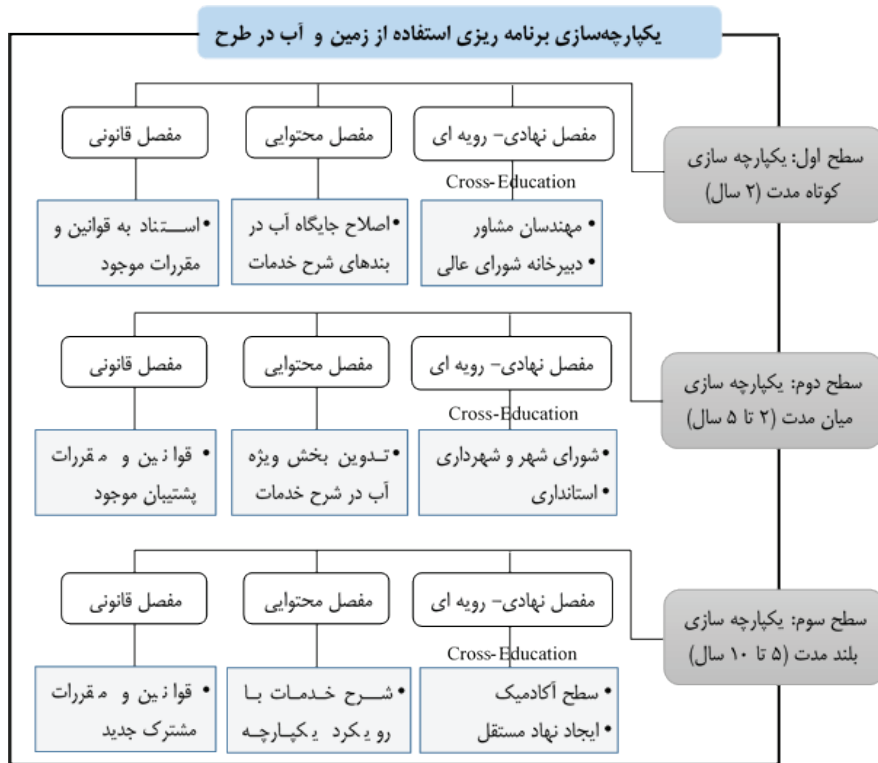 یکپارچه‌سازی برنامه ریزی استفاده از زمین و آب در طرح
سطح اول: یکپارچه سازی
کوتاه مدت (۲ سال)
مفصل نهادی- رویه ای
Cross-Education
• مهندسان مشاور
• دبیرخانه شورای عالی
مفصل محتوایی
• اصلاح جایگاه آب در
بندهای شرح خدمات
مفصل قانونی
• استناد به قوانین و
مقررات موجود
سطح دوم: یکپارچه سازی
میان مدت (۲ تا ۵ سال)
مفصل نهادی- رویه ای
Cross-Education
• شورای شهر و شهرداری
• استانداری
مفصل محتوایی
• تدوین بخش ویژه
آب در شرح خدمات
مفصل قانونی
• قوانین و مقررات
پشتیبان موجود
سطح سوم: یکپارچه سازی
بلند مدت (۵ تا ۱۰ سال)
مفصل نهادی- رویه ای
Cross-Education
• سطح آکادمیک
• ایجاد نهاد مستقل
مفصل محتوایی
• شرح خدمات با
رویکرد یکپارچه
مفصل قانونی
• قوانین و مقررات
مشترک جدید